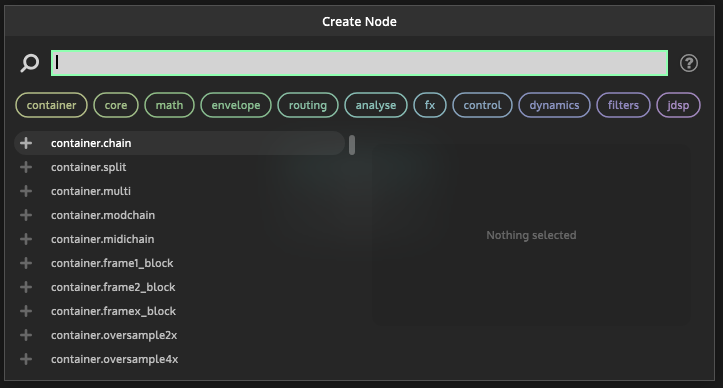 Create Node
?
container core math envelope routing analyse fx control dynamics filters jdsp
container.chain
container.split
container.multi
container.modchain
container.midichain
container.frame1_block
container.frame2_block
container.framex_block
container.oversample2x
container.oversample4x
Nothing selected